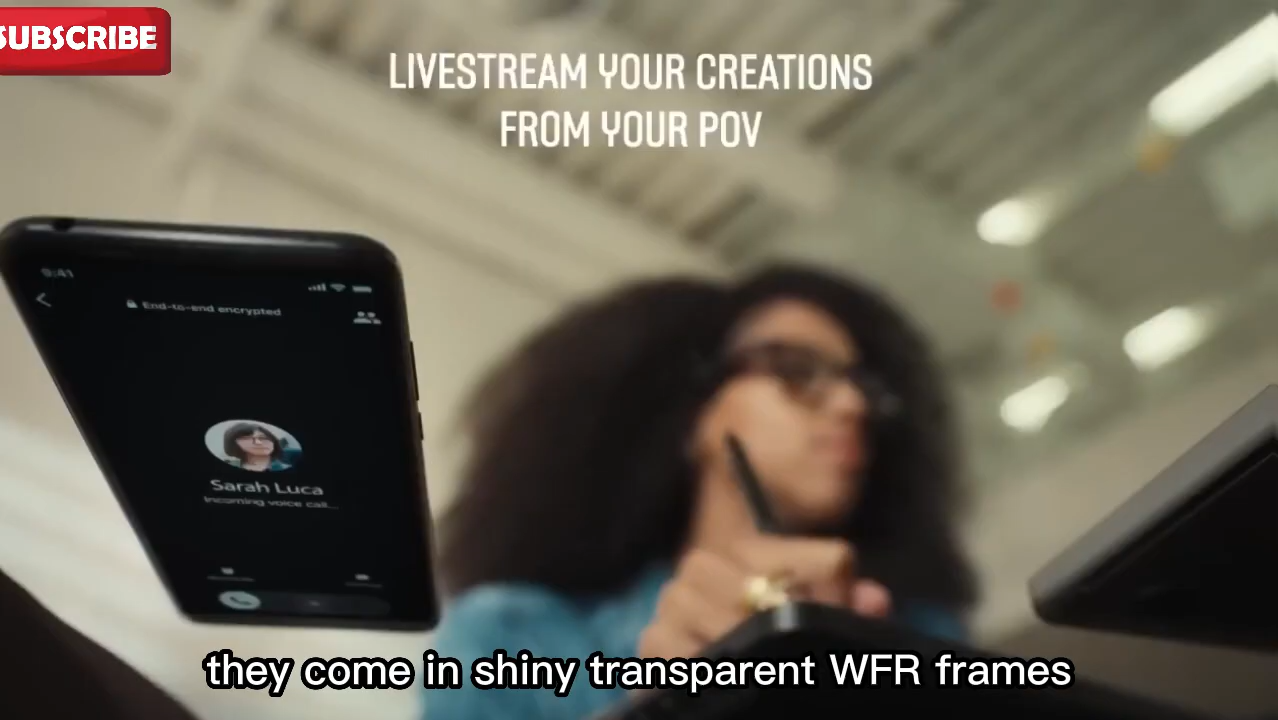 SUBSCRIBE
LIVESTREAM YOUR CREATIONS
FROM YOUR POV
9:41
End-to-end encrypted
Sarah Luca
Incoming voice call...
they come in shiny transparent WFR frames